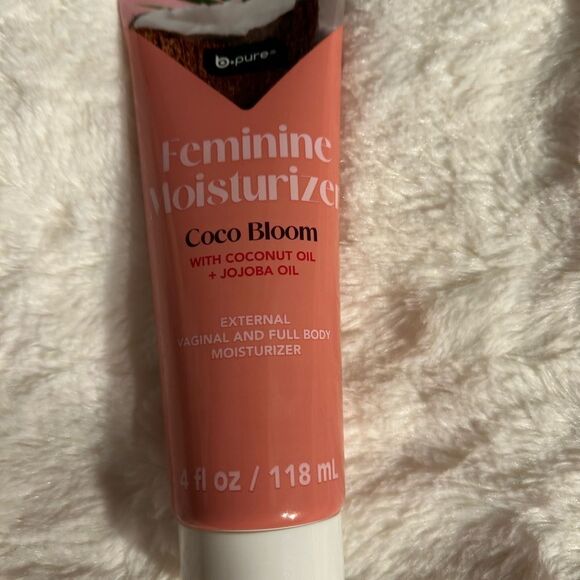 b•pure™
Feminine
Moisturizer
Coco Bloom
WITH COCONUT OIL
+ JOJOBA OIL
EXTERNAL
VAGINAL AND FULL BODY
MOISTURIZER
4 fl oz / 118 mL